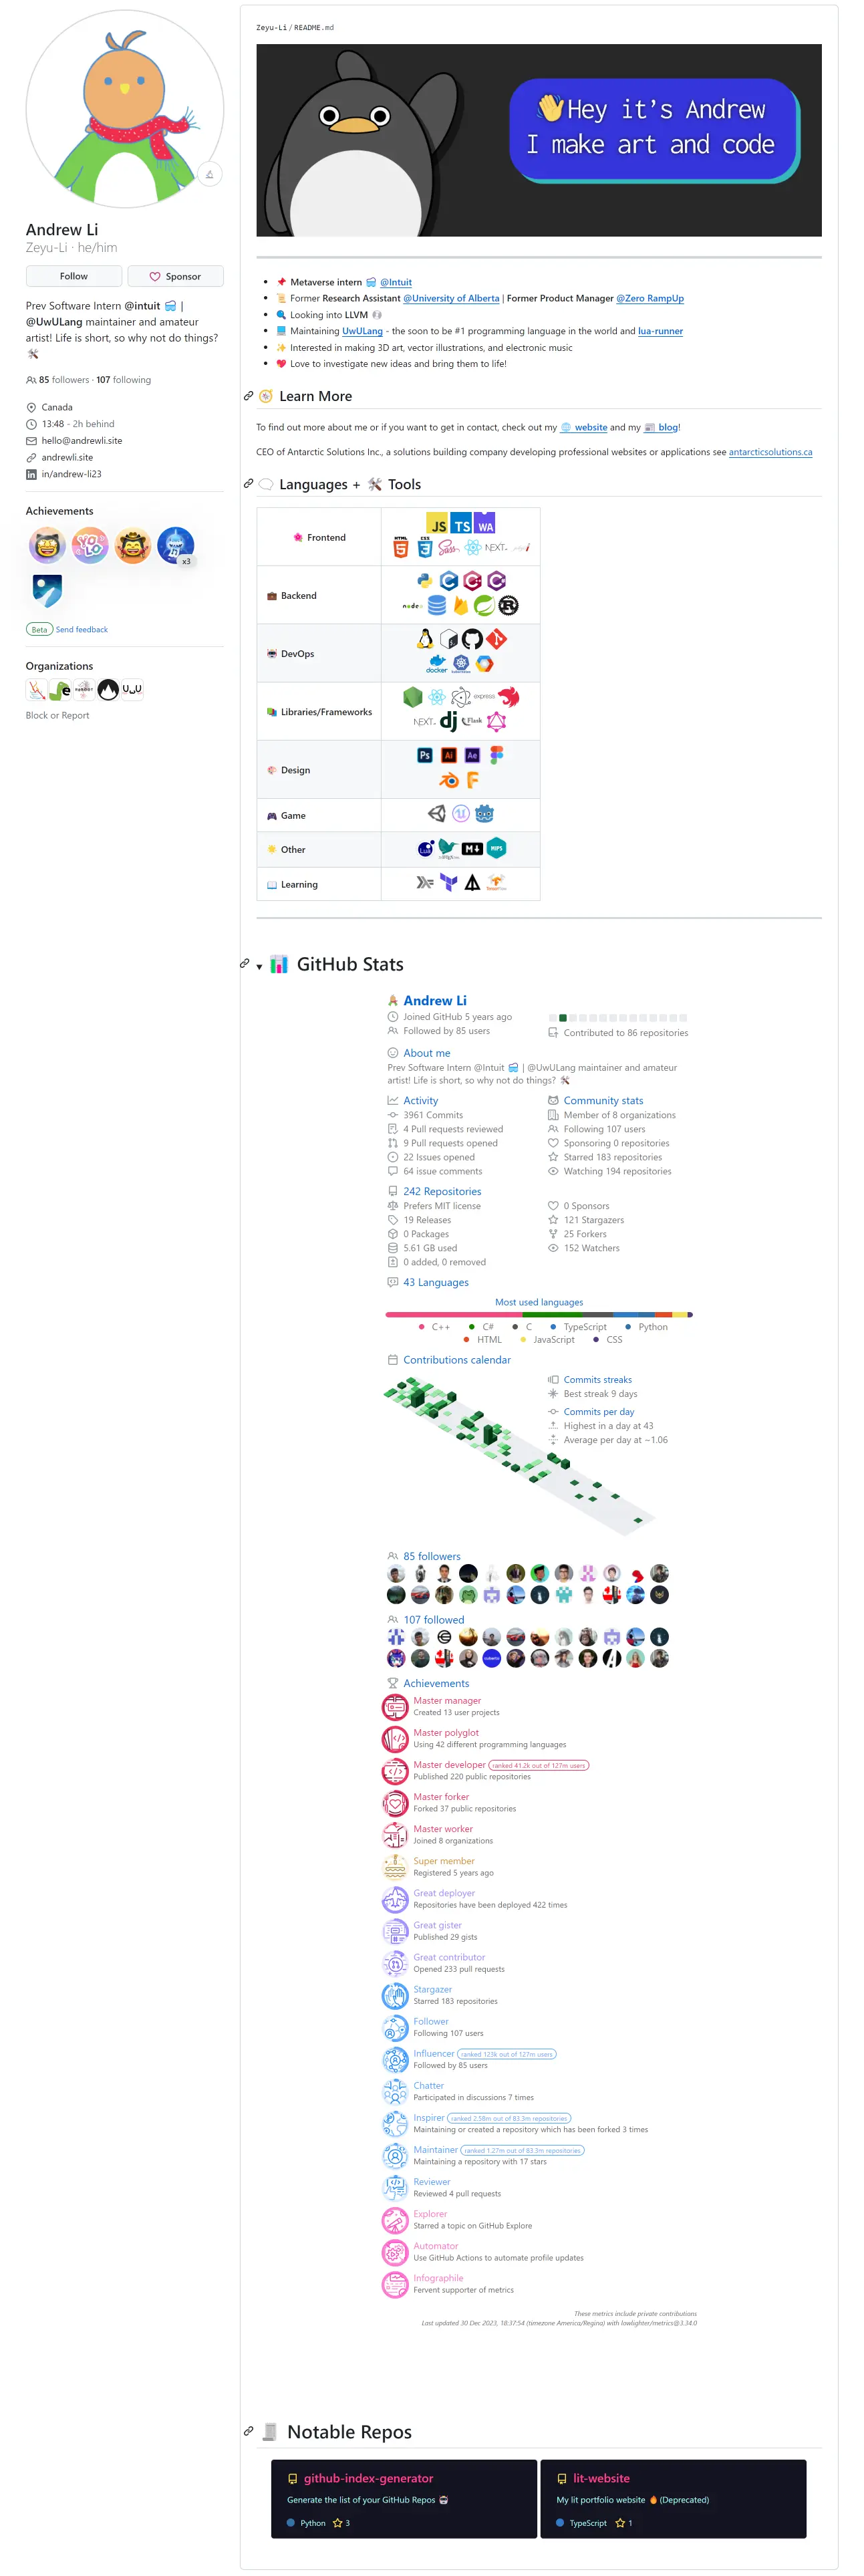 Andrew Li
Zeyu-Li · he/him
Follow
Sponsor
Prev Software Intern @intuit |
@UwULang maintainer and amateur
artist! Life is short, so why not do things?
85 followers · 107 following
Canada
13:48 - 2h behind
hello@andrewli.site
andrewli.site
in/andrew-li23
Achievements
YOLO
x3
Beta Send feedback
Organizations
UwU
Block or Report
Zeyu-Li / README.md
Hey it's Andrew
I make art and code
Metaverse intern @Intuit
Former Research Assistant @University of Alberta | Former Product Manager @Zero RampUp
Looking into LLVM
Maintaining UwULang - the soon to be #1 programming language in the world and lua-runner
Interested in making 3D art, vector illustrations, and electronic music
Love to investigate new ideas and bring them to life!
Learn More
To find out more about me or if you want to get in contact, check out my website and my blog!
CEO of Antarctic Solutions Inc., a solutions building company developing professional websites or applications see antarcticsolutions.ca
Languages + Tools
Frontend
JS TS WA
HTML CSS Sass NEXT
Backend
node
DevOps
docker
Libraries/Frameworks
express
NEXT dj Flask
Design
Ps Ai Ae
F
Game
Other
Lua M MIPS
Learning
GitHub Stats
Andrew Li
Joined GitHub 5 years ago
Followed by 85 users
Contributed to 86 repositories
About me
Prev Software Intern @Intuit | @UwULang maintainer and amateur
artist! Life is short, so why not do things?
Activity
3961 Commits
4 Pull requests reviewed
9 Pull requests opened
22 Issues opened
64 issue comments
Community stats
Member of 8 organizations
Following 107 users
Sponsoring 0 repositories
Starred 183 repositories
Watching 194 repositories
242 Repositories
Prefers MIT license
19 Releases
0 Packages
5.61 GB used
0 added, 0 removed
0 Sponsors
121 Stargazers
25 Forkers
152 Watchers
43 Languages
Most used languages
C++ C# C TypeScript Python
HTML JavaScript CSS
Contributions calendar
Commits streaks
Best streak 9 days
Commits per day
Highest in a day at 43
Average per day at ~1.06
85 followers
107 followed
Achievements
Master manager
Created 13 user projects
Master polyglot
Using 42 different programming languages
Master developer ranked 41.2k out of 127m users
Published 220 public repositories
Master forker
Forked 37 public repositories
Master worker
Joined 8 organizations
Super member
Registered 5 years ago
Great deployer
Repositories have been deployed 422 times
Great gister
Published 29 gists
Great contributor
Opened 233 pull requests
Stargazer
Starred 183 repositories
Follower
Following 107 users
Influencer ranked 123k out of 127m users
Followed by 85 users
Chatter
Participated in discussions 7 times
Inspirer ranked 2.58m out of 83.3m repositories
Maintaining or created a repository which has been forked 3 times
Maintainer ranked 1.27m out of 83.3m repositories
Maintaining a repository with 17 stars
Reviewer
Reviewed 4 pull requests
Explorer
Starred a topic on GitHub Explore
Automator
Use GitHub Actions to automate profile updates
Infographile
Fervent supporter of metrics
These metrics include private contributions
Last updated 30 Dec 2023, 18:37:54 (timezone America/Regina) with lowlighter/metrics@3.34.0
Notable Repos
github-index-generator
Generate the list of your GitHub Repos
Python 3
lit-website
My lit portfolio website (Deprecated)
TypeScript 1